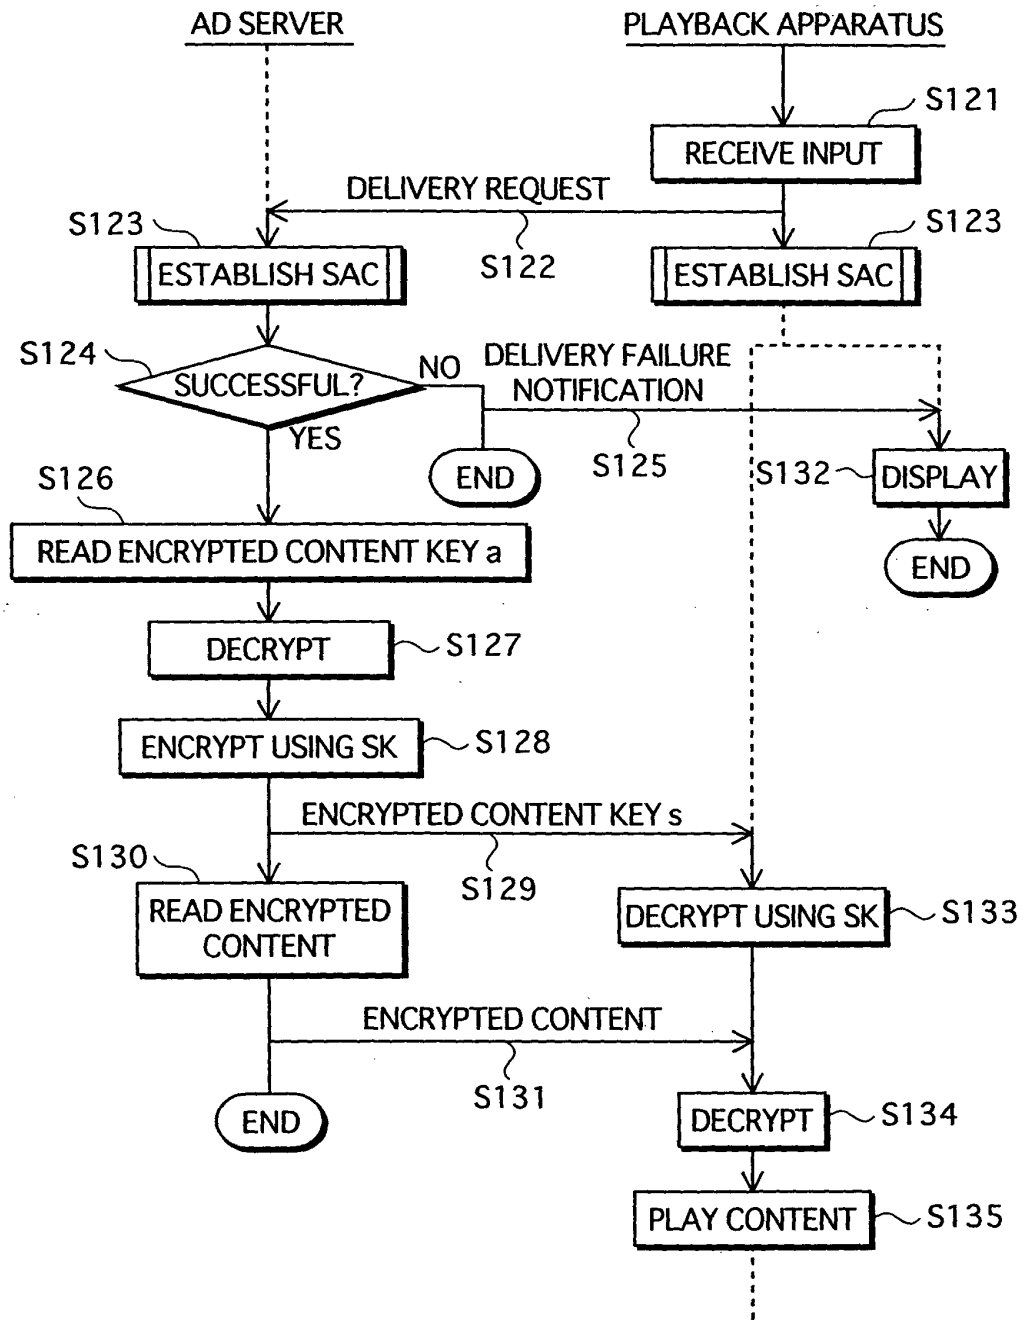 AD SERVER
PLAYBACK APPARATUS
S121
RECEIVE INPUT
DELIVERY REQUEST
S123
S122
S123
ESTABLISH SAC
ESTABLISH SAC
S124
SUCCESSFUL?
NO
DELIVERY FAILURE
NOTIFICATION
YES
S125
END
S132
DISPLAY
END
S126
READ ENCRYPTED CONTENT KEY a
DECRYPT
S127
ENCRYPT USING SK
S128
ENCRYPTED CONTENT KEY s
S129
S130
READ ENCRYPTED
CONTENT
DECRYPT USING SK
S133
ENCRYPTED CONTENT
S131
END
DECRYPT
S134
PLAY CONTENT
S135